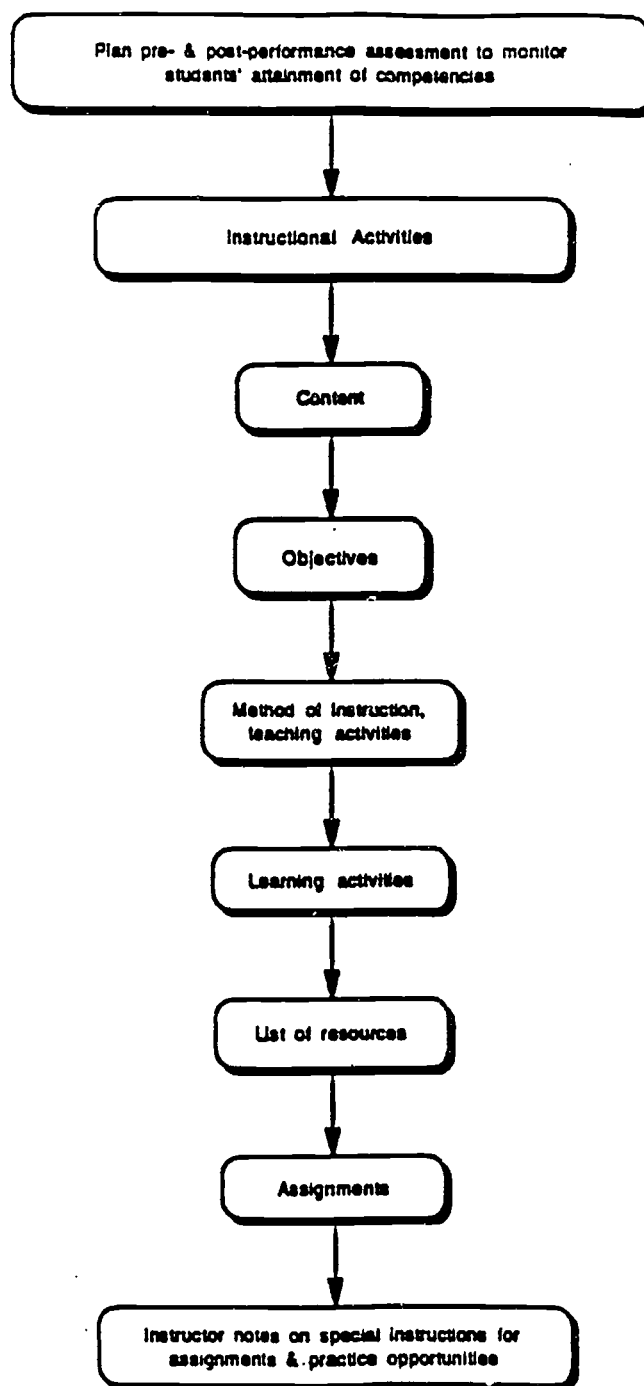 Plan pre- & post-performance assessment to monitor
students' attainment of competencies
Instructional Activities
Content
Objectives
Method of instruction,
teaching activities
Learning activities
List of resources
Assignments
Instructor notes on special instructions for
assignments & practice opportunities